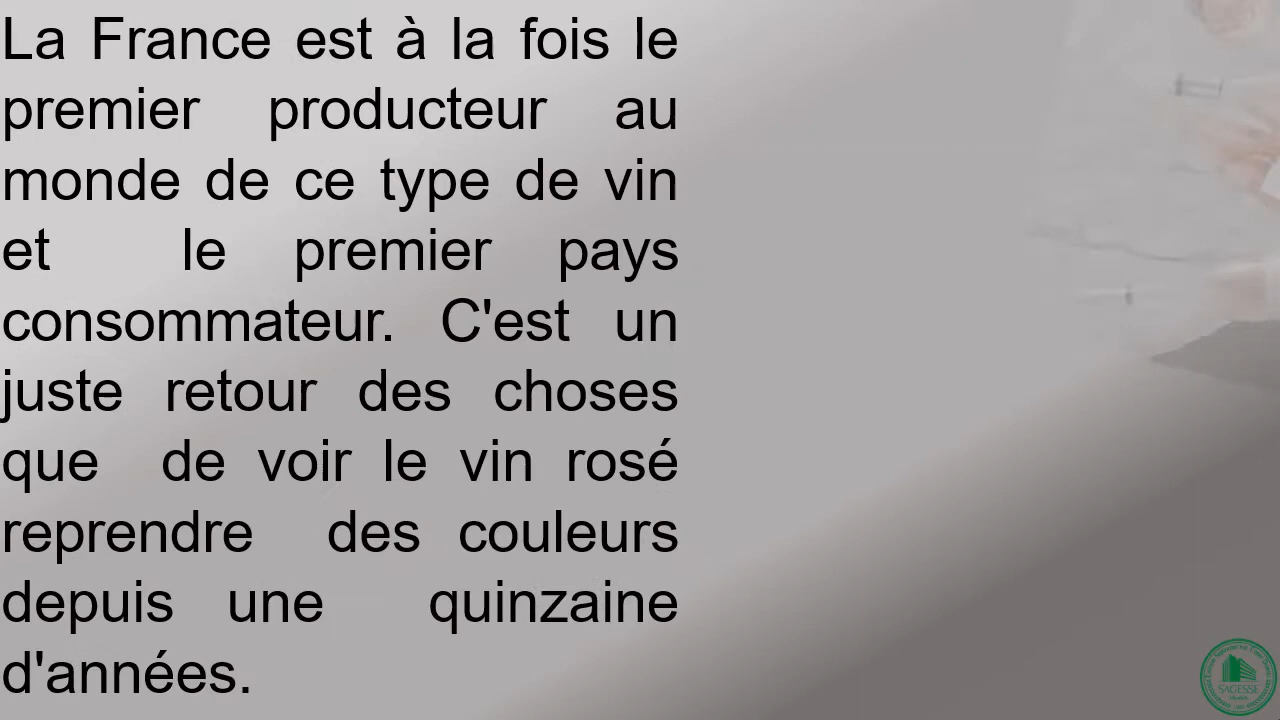 La France est à la fois le
premier producteur au
monde de ce type de vin
et le premier pays
consommateur. C'est un
juste retour des choses
que de voir le vin rosé
reprendre des couleurs
depuis une quinzaine
d'années.
SAGESSE